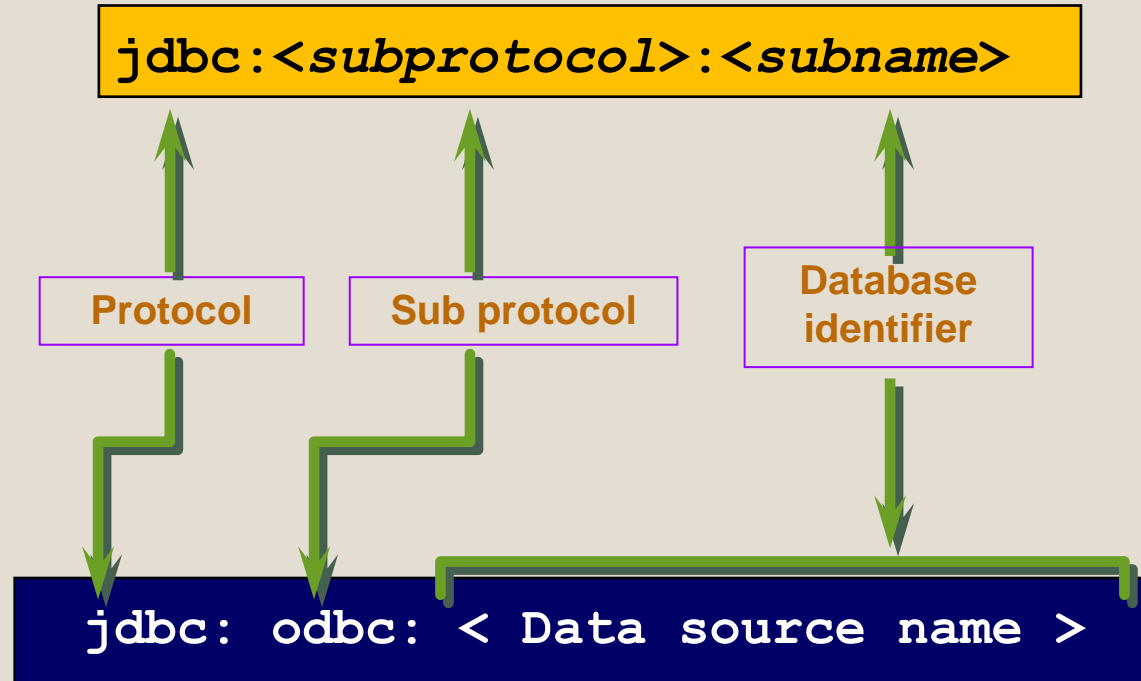 jdbc:<subprotocol>:<subname>
Protocol
Sub protocol
Database
identifier
jdbc: odbc: < Data source name >